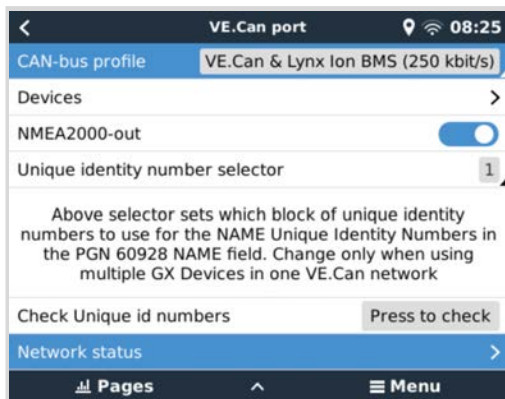 VE.Can port
08:25
CAN-bus profile
VE.Can & Lynx Ion BMS (250 kbit/s)
Devices
NMEA2000-out
Unique identity number selector
1
Above selector sets which block of unique identity
numbers to use for the NAME Unique Identity Numbers in
the PGN 60928 NAME field. Change only when using
multiple GX Devices in one VE.Can network
Check Unique id numbers
Press to check
Network status
Pages
Menu